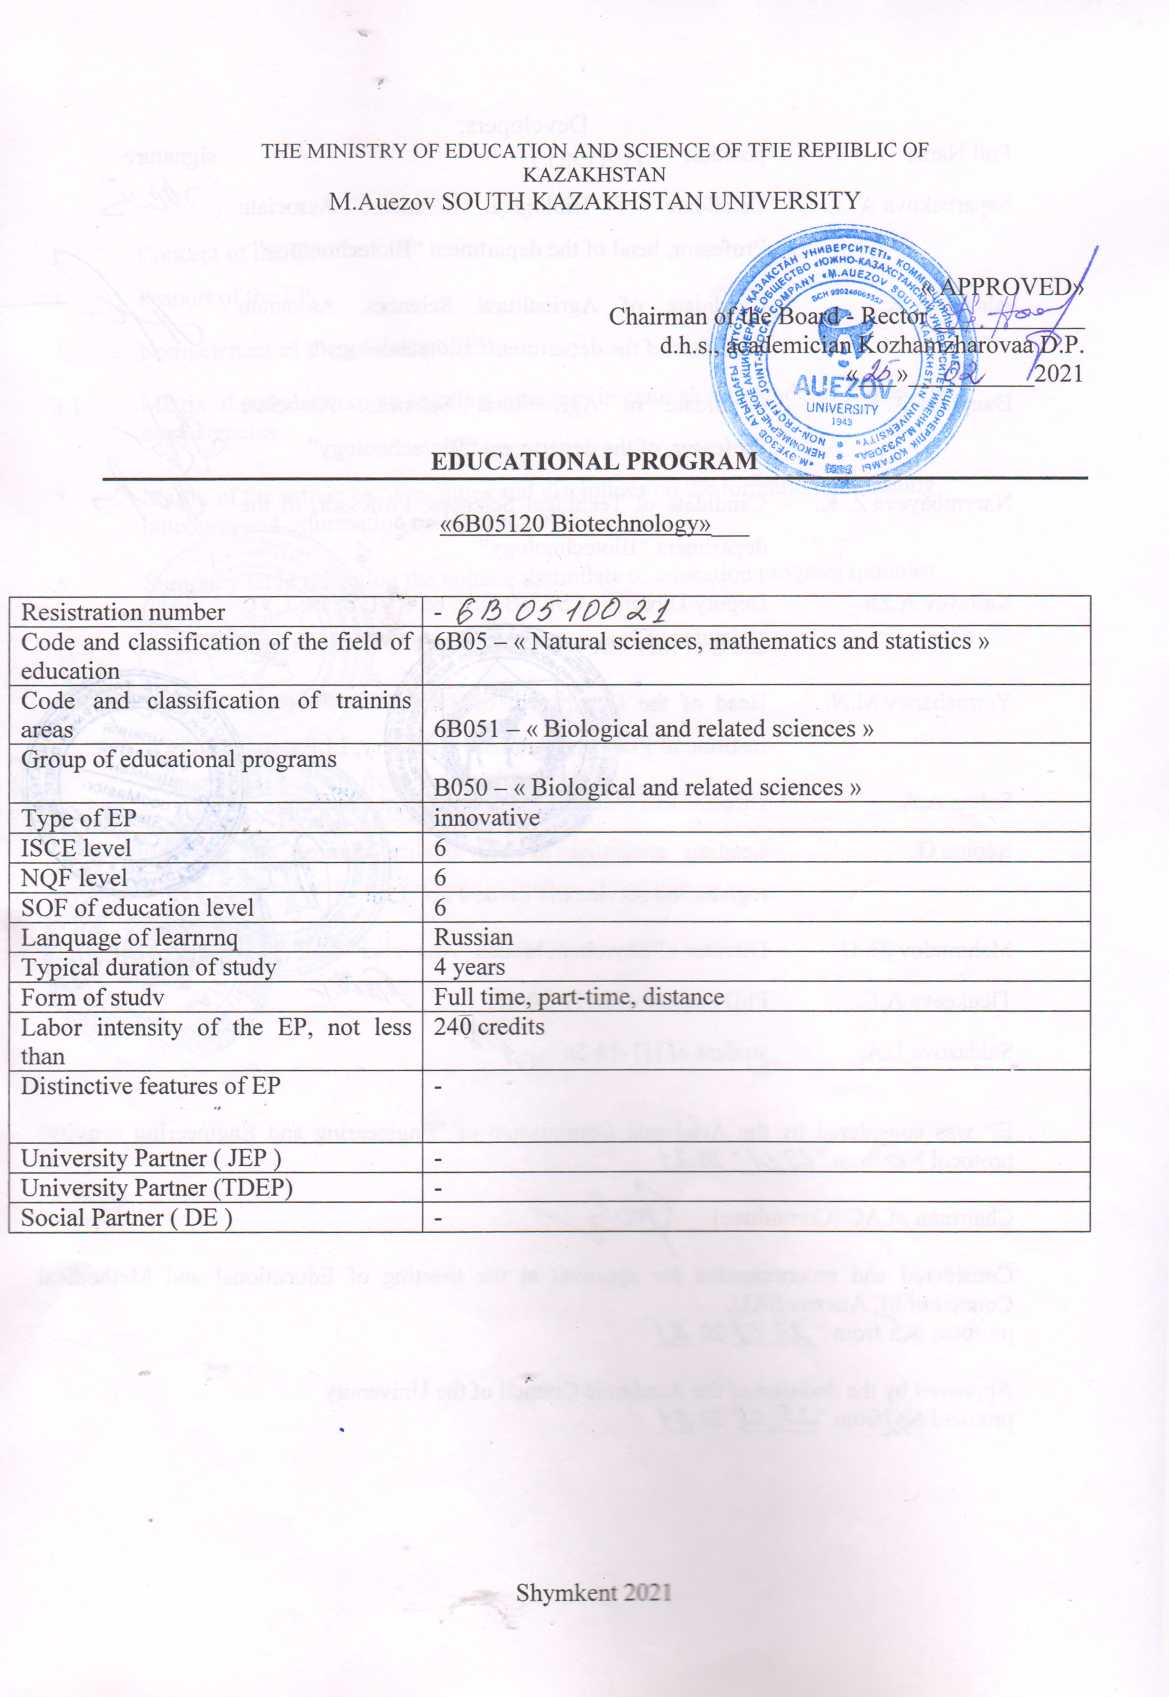 THE MINISTRY OF EDUCATION AND SCIENCE OF TFIE REPIIBLIC OF
KAZAKHSTAN
M.Auezov SOUTH KAZAKHSTAN UNIVERSITY
« APPROVED»
Chairman of the Board - Rector
d.h.s., academician Kozhamzharovaa D.P.
« 25 » 02 2021
AUEZOV
UNIVERSITY
1943
EDUCATIONAL PROGRAM
«6B05120 Biotechnology»
Resistration number - 6B0510021
Code and classification of the field of 6B05 – « Natural sciences, mathematics and statistics »
education
Code and classification of trainins
areas 6B051 – « Biological and related sciences »
Group of educational programs
B050 – « Biological and related sciences »
Type of EP innovative
ISCE level 6
NQF level 6
SOF of education level 6
Lanquage of learnrnq Russian
Typical duration of study 4 years
Form of studv Full time, part-time, distance
Labor intensity of the EP, not less 240 credits
than
Distinctive features of EP -
University Partner ( JEP ) -
University Partner (TDEP) -
Social Partner ( DE ) -
Shymkent 2021